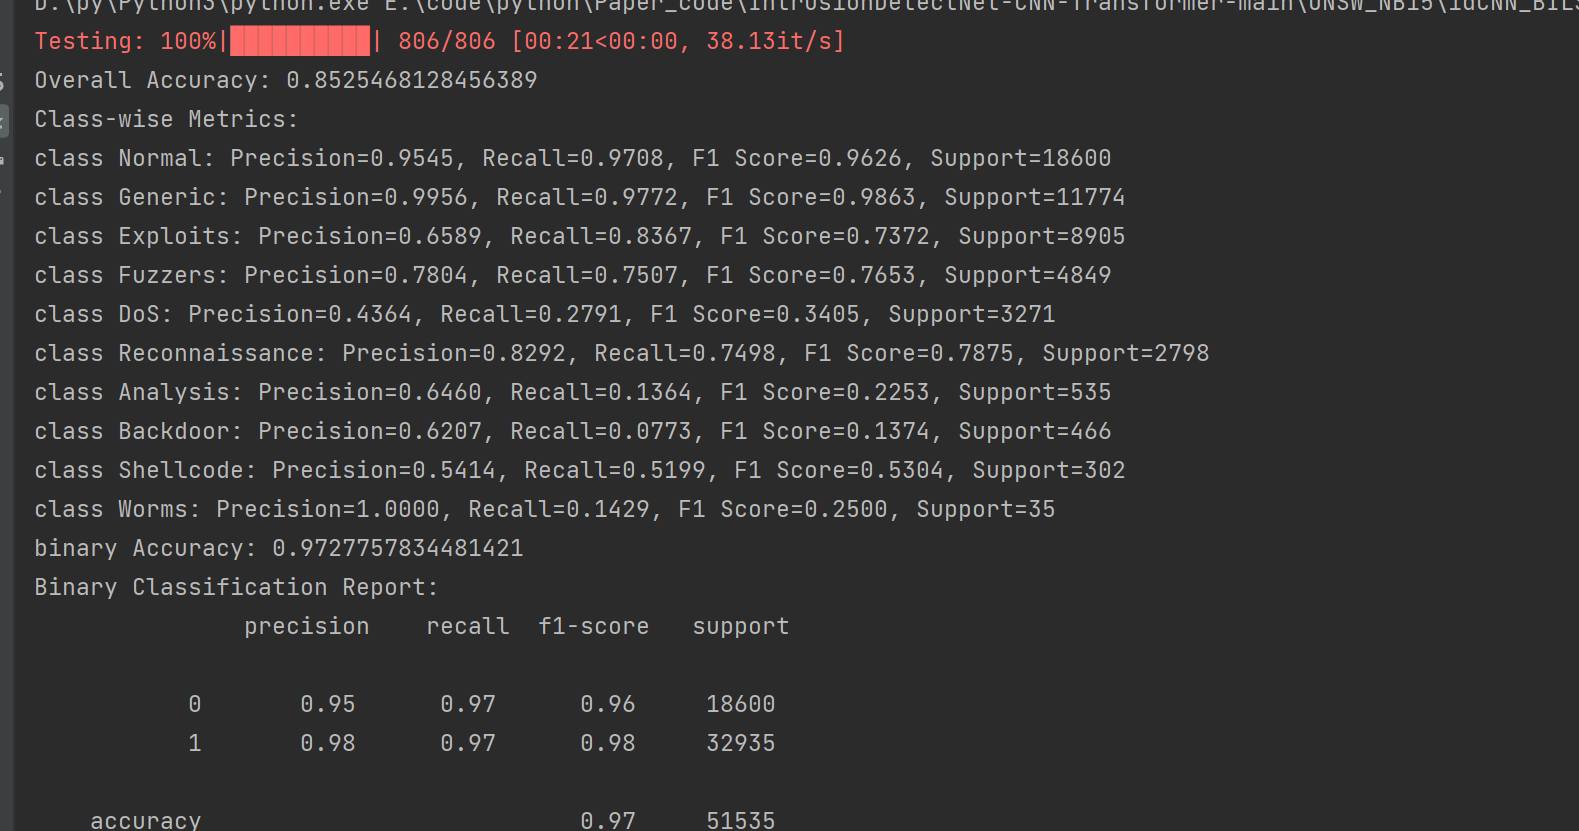 D:\py\Python3\python.exe E:\code\python\Paper_code\IntrusionDetectNet-CNN-Transformer-main\UNSW_NB15\1dCNN_BILS
Testing: 100%|██████████| 806/806 [00:21<00:00, 38.13it/s]
Overall Accuracy: 0.8525468128456389
Class-wise Metrics:
class Normal: Precision=0.9545, Recall=0.9708, F1 Score=0.9626, Support=18600
class Generic: Precision=0.9956, Recall=0.9772, F1 Score=0.9863, Support=11774
class Exploits: Precision=0.6589, Recall=0.8367, F1 Score=0.7372, Support=8905
class Fuzzers: Precision=0.7804, Recall=0.7507, F1 Score=0.7653, Support=4849
class DoS: Precision=0.4364, Recall=0.2791, F1 Score=0.3405, Support=3271
class Reconnaissance: Precision=0.8292, Recall=0.7498, F1 Score=0.7875, Support=2798
class Analysis: Precision=0.6460, Recall=0.1364, F1 Score=0.2253, Support=535
class Backdoor: Precision=0.6207, Recall=0.0773, F1 Score=0.1374, Support=466
class Shellcode: Precision=0.5414, Recall=0.5199, F1 Score=0.5304, Support=302
class Worms: Precision=1.0000, Recall=0.1429, F1 Score=0.2500, Support=35
binary Accuracy: 0.9727757834481421
Binary Classification Report:
precision recall f1-score support
0 0.95 0.97 0.96 18600
1 0.98 0.97 0.98 32935
accuracy 0.97 51535